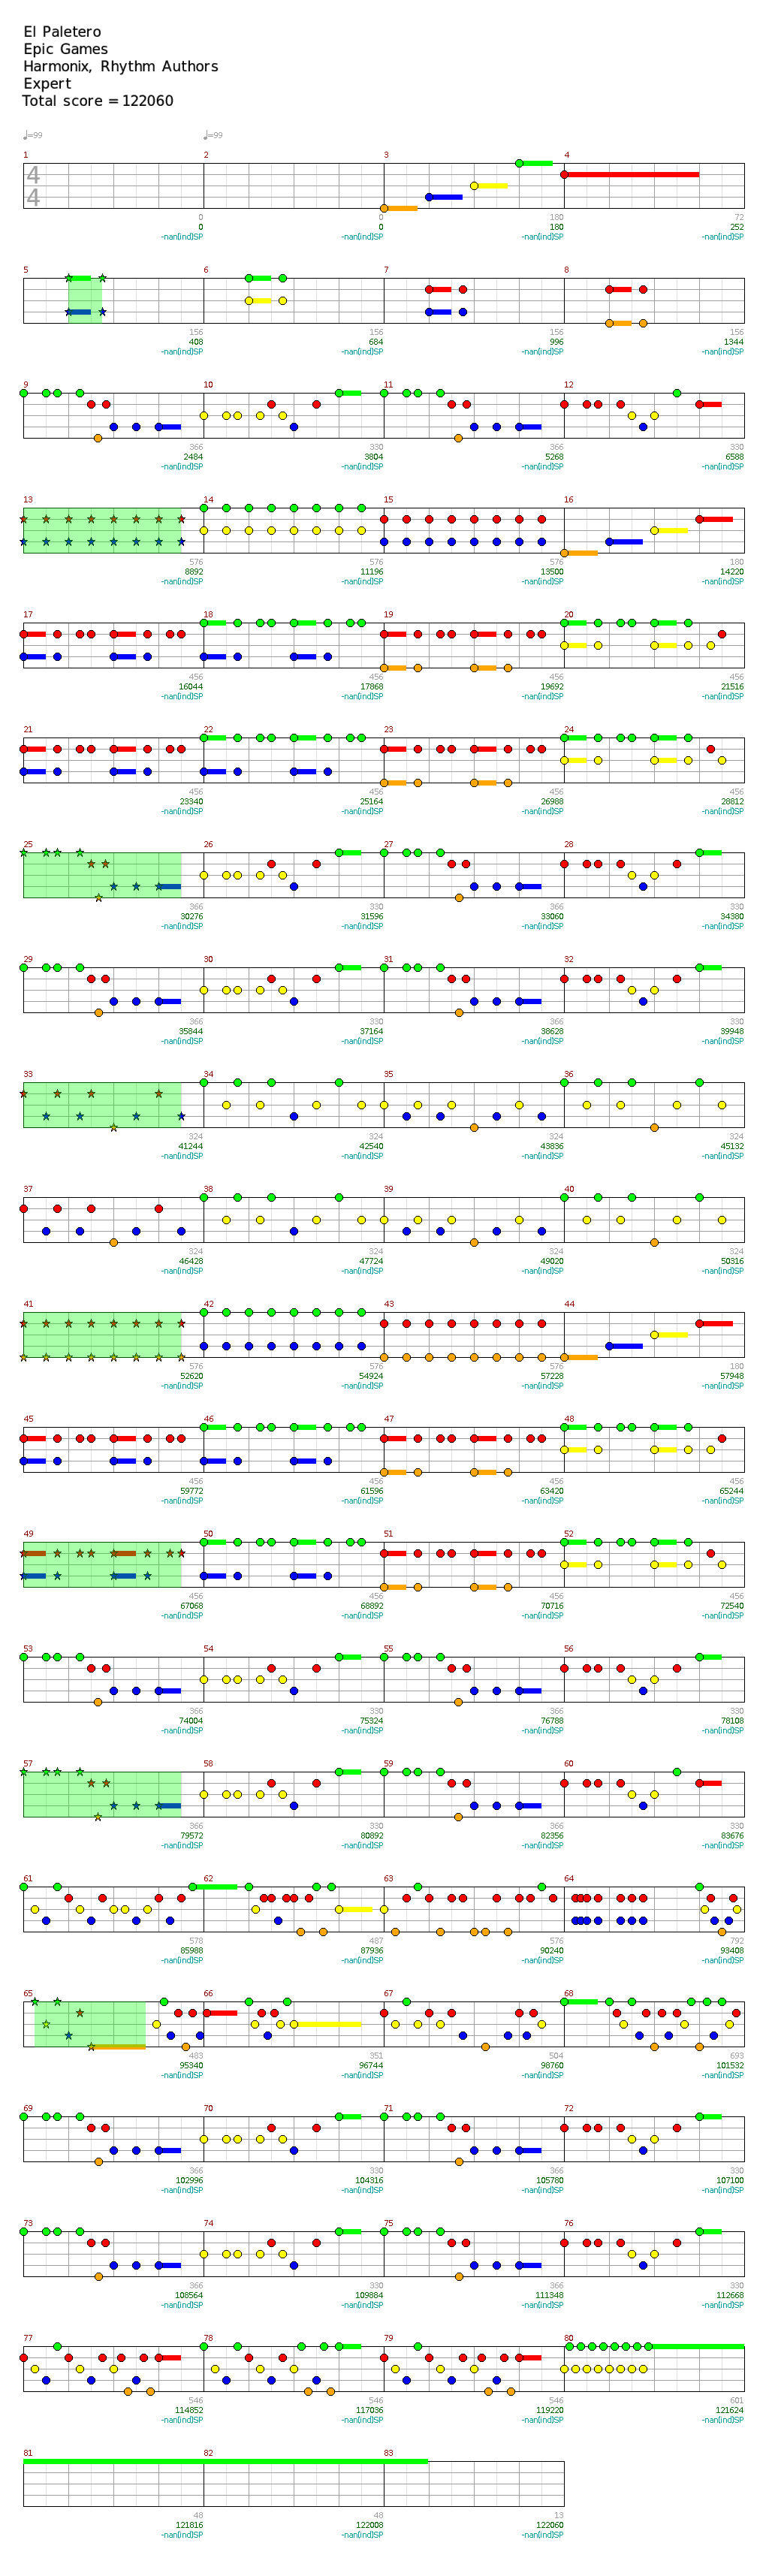 El Paletero
Epic Games
Harmonix, Rhythm Authors
Expert
Total score = 122060
♩=99 ♩=99
1 2 3 4
4
4
0 0 180 72
0 0 180 252
-nan(ind)SP -nan(ind)SP -nan(ind)SP -nan(ind)SP
5 6 7 8
156 156 156 156
408 684 996 1344
-nan(ind)SP -nan(ind)SP -nan(ind)SP -nan(ind)SP
9 10 11 12
366 330 366 330
2484 3804 5268 6588
-nan(ind)SP -nan(ind)SP -nan(ind)SP -nan(ind)SP
13 14 15 16
576 576 576 180
8892 11196 13500 14220
-nan(ind)SP -nan(ind)SP -nan(ind)SP -nan(ind)SP
17 18 19 20
456 456 456 456
16044 17868 19692 21516
-nan(ind)SP -nan(ind)SP -nan(ind)SP -nan(ind)SP
21 22 23 24
456 456 456 456
23340 25164 26988 28812
-nan(ind)SP -nan(ind)SP -nan(ind)SP -nan(ind)SP
25 26 27 28
366 330 366 330
30276 31596 33060 34380
-nan(ind)SP -nan(ind)SP -nan(ind)SP -nan(ind)SP
29 30 31 32
366 330 366 330
35844 37164 38628 39948
-nan(ind)SP -nan(ind)SP -nan(ind)SP -nan(ind)SP
33 34 35 36
324 324 324 324
41244 42540 43836 45132
-nan(ind)SP -nan(ind)SP -nan(ind)SP -nan(ind)SP
37 38 39 40
324 324 324 324
46428 47724 49020 50316
-nan(ind)SP -nan(ind)SP -nan(ind)SP -nan(ind)SP
41 42 43 44
576 576 576 180
52620 54924 57228 57948
-nan(ind)SP -nan(ind)SP -nan(ind)SP -nan(ind)SP
45 46 47 48
456 456 456 456
59772 61596 63420 65244
-nan(ind)SP -nan(ind)SP -nan(ind)SP -nan(ind)SP
49 50 51 52
456 456 456 456
67068 68892 70716 72540
-nan(ind)SP -nan(ind)SP -nan(ind)SP -nan(ind)SP
53 54 55 56
366 330 366 330
74004 75324 76788 78108
-nan(ind)SP -nan(ind)SP -nan(ind)SP -nan(ind)SP
57 58 59 60
366 330 366 330
79572 80892 82356 83676
-nan(ind)SP -nan(ind)SP -nan(ind)SP -nan(ind)SP
61 62 63 64
578 487 576 792
85988 87936 90240 93408
-nan(ind)SP -nan(ind)SP -nan(ind)SP -nan(ind)SP
65 66 67 68
483 351 504 693
95340 96744 98760 101532
-nan(ind)SP -nan(ind)SP -nan(ind)SP -nan(ind)SP
69 70 71 72
366 330 366 330
102996 104316 105780 107100
-nan(ind)SP -nan(ind)SP -nan(ind)SP -nan(ind)SP
73 74 75 76
366 330 366 330
108564 109884 111348 112668
-nan(ind)SP -nan(ind)SP -nan(ind)SP -nan(ind)SP
77 78 79 80
546 546 546 601
114852 117036 119220 121624
-nan(ind)SP -nan(ind)SP -nan(ind)SP -nan(ind)SP
81 82 83
48 48 13
121816 122008 122060
-nan(ind)SP -nan(ind)SP -nan(ind)SP